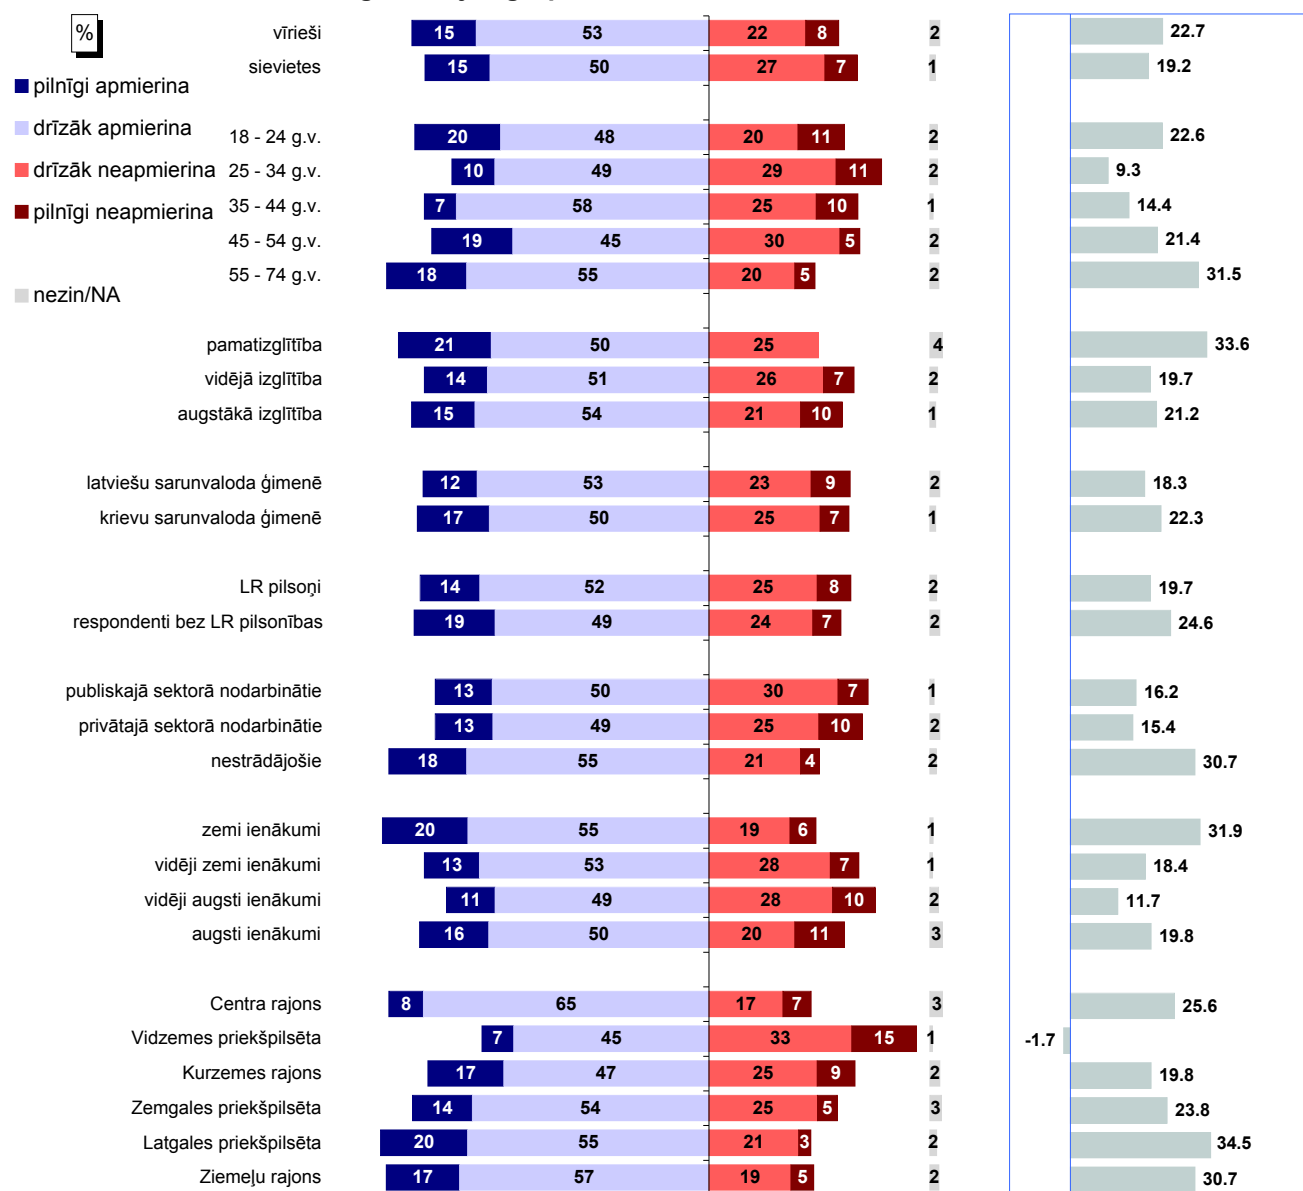 %
pilnīgi apmierina
drīzāk apmierina
drīzāk neapmierina
pilnīgi neapmierina
nezin/NA
vīrieši 15 53 22 8 2 22.7
sievietes 15 50 27 7 1 19.2
18 - 24 g.v. 20 48 20 11 2 22.6
25 - 34 g.v. 10 49 29 11 2 9.3
35 - 44 g.v. 7 58 25 10 1 14.4
45 - 54 g.v. 19 45 30 5 2 21.4
55 - 74 g.v. 18 55 20 5 2 31.5
pamatizglītība 21 50 25 4 33.6
vidējā izglītība 14 51 26 7 2 19.7
augstākā izglītība 15 54 21 10 1 21.2
latviešu sarunvaloda ģimenē 12 53 23 9 2 18.3
krievu sarunvaloda ģimenē 17 50 25 7 1 22.3
LR pilsoņi 14 52 25 8 2 19.7
respondenti bez LR pilsonības 19 49 24 7 2 24.6
publiskajā sektorā nodarbinātie 13 50 30 7 1 16.2
privātajā sektorā nodarbinātie 13 49 25 10 2 15.4
nestrādājošie 18 55 21 4 2 30.7
zemi ienākumi 20 55 19 6 1 31.9
vidēji zemi ienākumi 13 53 28 7 1 18.4
vidēji augsti ienākumi 11 49 28 10 2 11.7
augsti ienākumi 16 50 20 11 3 19.8
Centra rajons 8 65 17 7 3 25.6
Vidzemes priekšpilsēta 7 45 33 15 1 -1.7
Kurzemes rajons 17 47 25 9 2 19.8
Zemgales priekšpilsēta 14 54 25 5 3 23.8
Latgales priekšpilsēta 20 55 21 3 2 34.5
Ziemeļu rajons 17 57 19 5 2 30.7